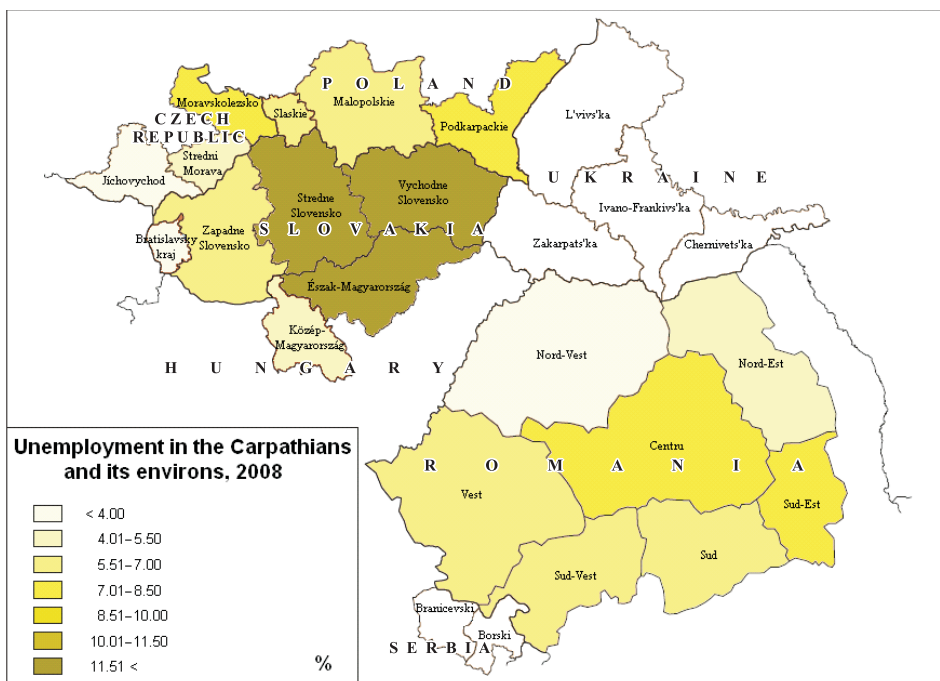 P O L A N D
Moravskolezsko
Slaskie
Malopolskie
L'vivs'ka
CZECH
REPUBLIC
Podkarpackie
Stredni
Morava
Jíchovychod
U K R A I N E
Stredne
Slovensko
Vychodne
Slovensko
Ivano-Frankivs'ka
Zapadne
Slovensko
S L O V A K I A
Bratislavsky
kraj
Zakarpats'ka
Chernivets'ka
Észak-Magyarország
Közép-
Magyarország
Nord-Vest
Nord-Est
H U N G A R Y
Centru
R O M A N I A
Vest
Sud-Est
Sud
Sud-Vest
Branicevski
Borski
S E R B I A
Unemployment in the Carpathians
and its environs, 2008
< 4.00
4.01–5.50
5.51–7.00
7.01–8.50
8.51–10.00
10.01–11.50
11.51 <
%